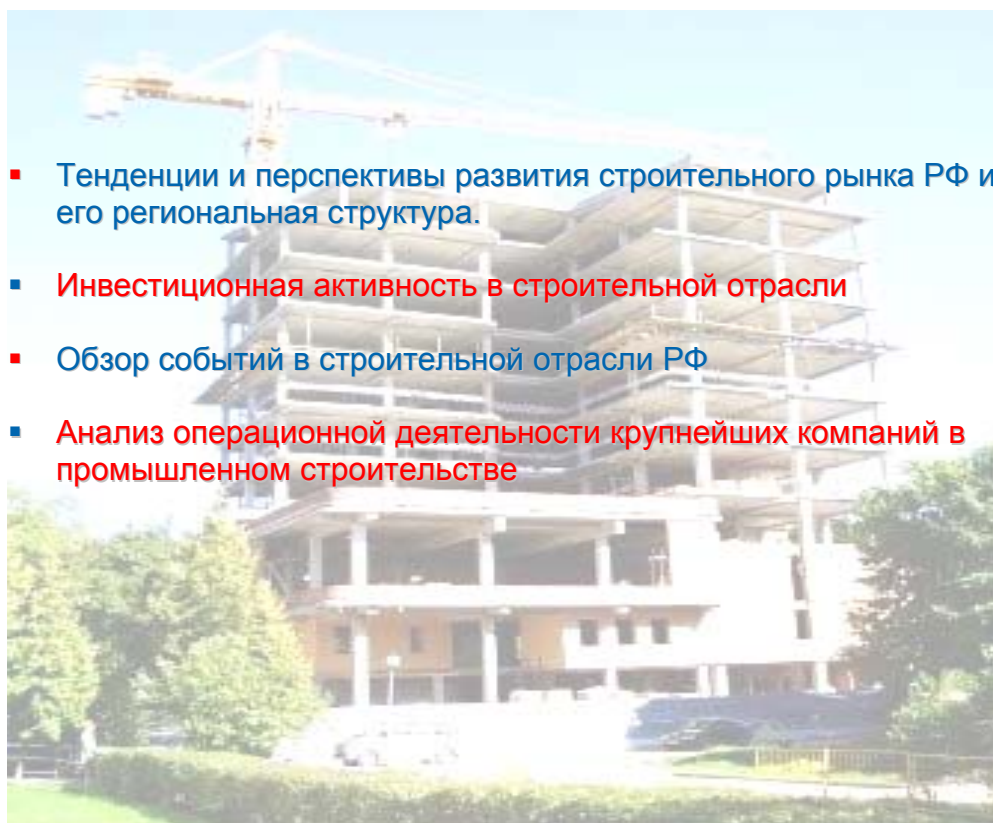 ▪ Тенденции и перспективы развития строительного рынка РФ и
его региональная структура.
▪ Инвестиционная активность в строительной отрасли
▪ Обзор событий в строительной отрасли РФ
▪ Анализ операционной деятельности крупнейших компаний в
промышленном строительстве